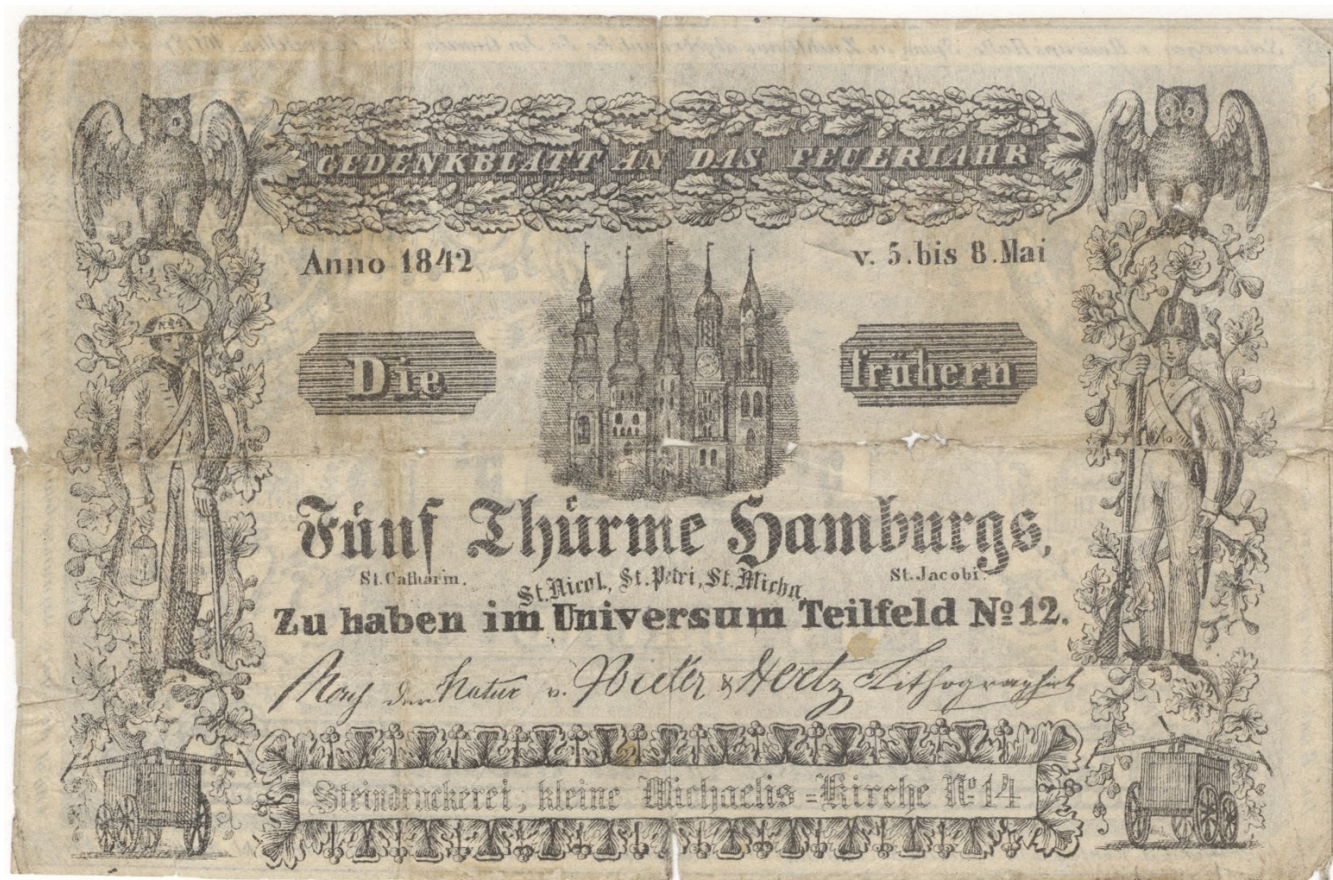 GEDENKBLATT AN DAS FEUERIAHR
Anno 1842 v. 5. bis 8. Mai
Die frühern
Fünf Thürme Hamburgs,
St. Catharin. St. Nicol, St. Petri, St. Micha St. Jacobi.
Zu haben im Universum Teilfeld No 12.
Nach der Natur v. & Hertz Lithographirt
Steindruckerei, kleine Michaelis=Kirche No 14